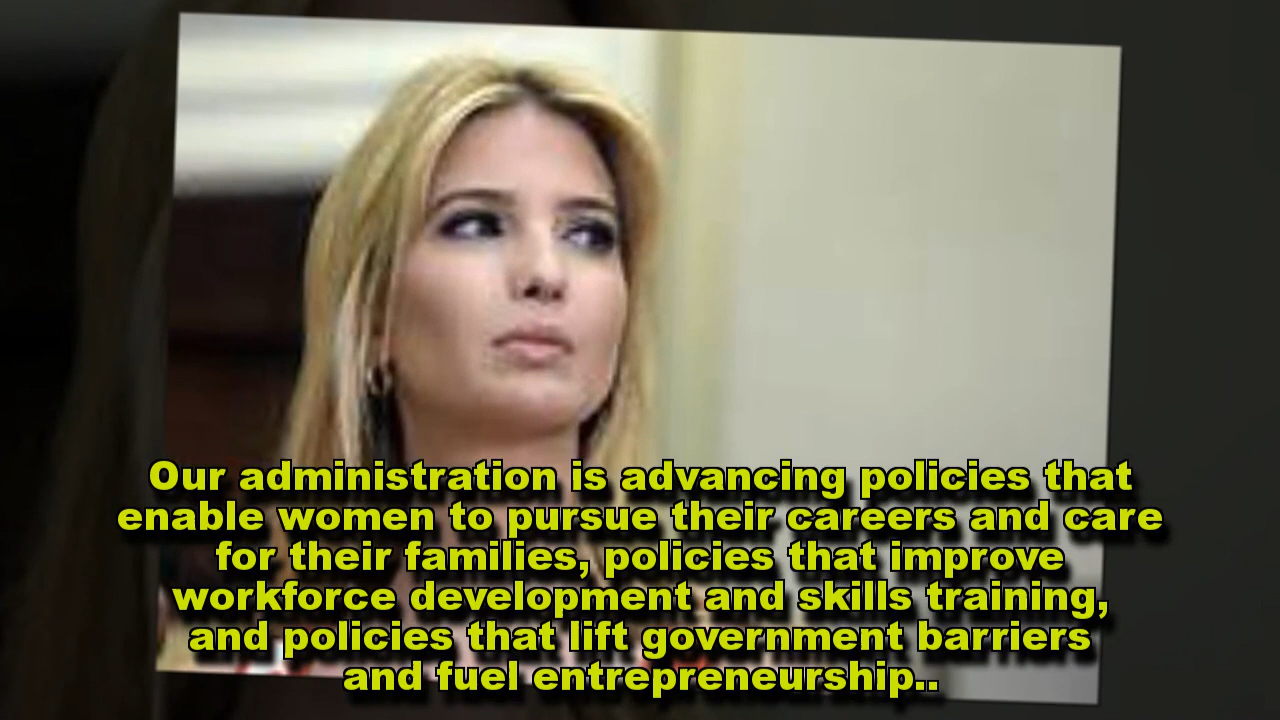 Our administration is advancing policies that
enable women to pursue their careers and care
for their families, policies that improve
workforce development and skills training,
and policies that lift government barriers
and fuel entrepreneurship..